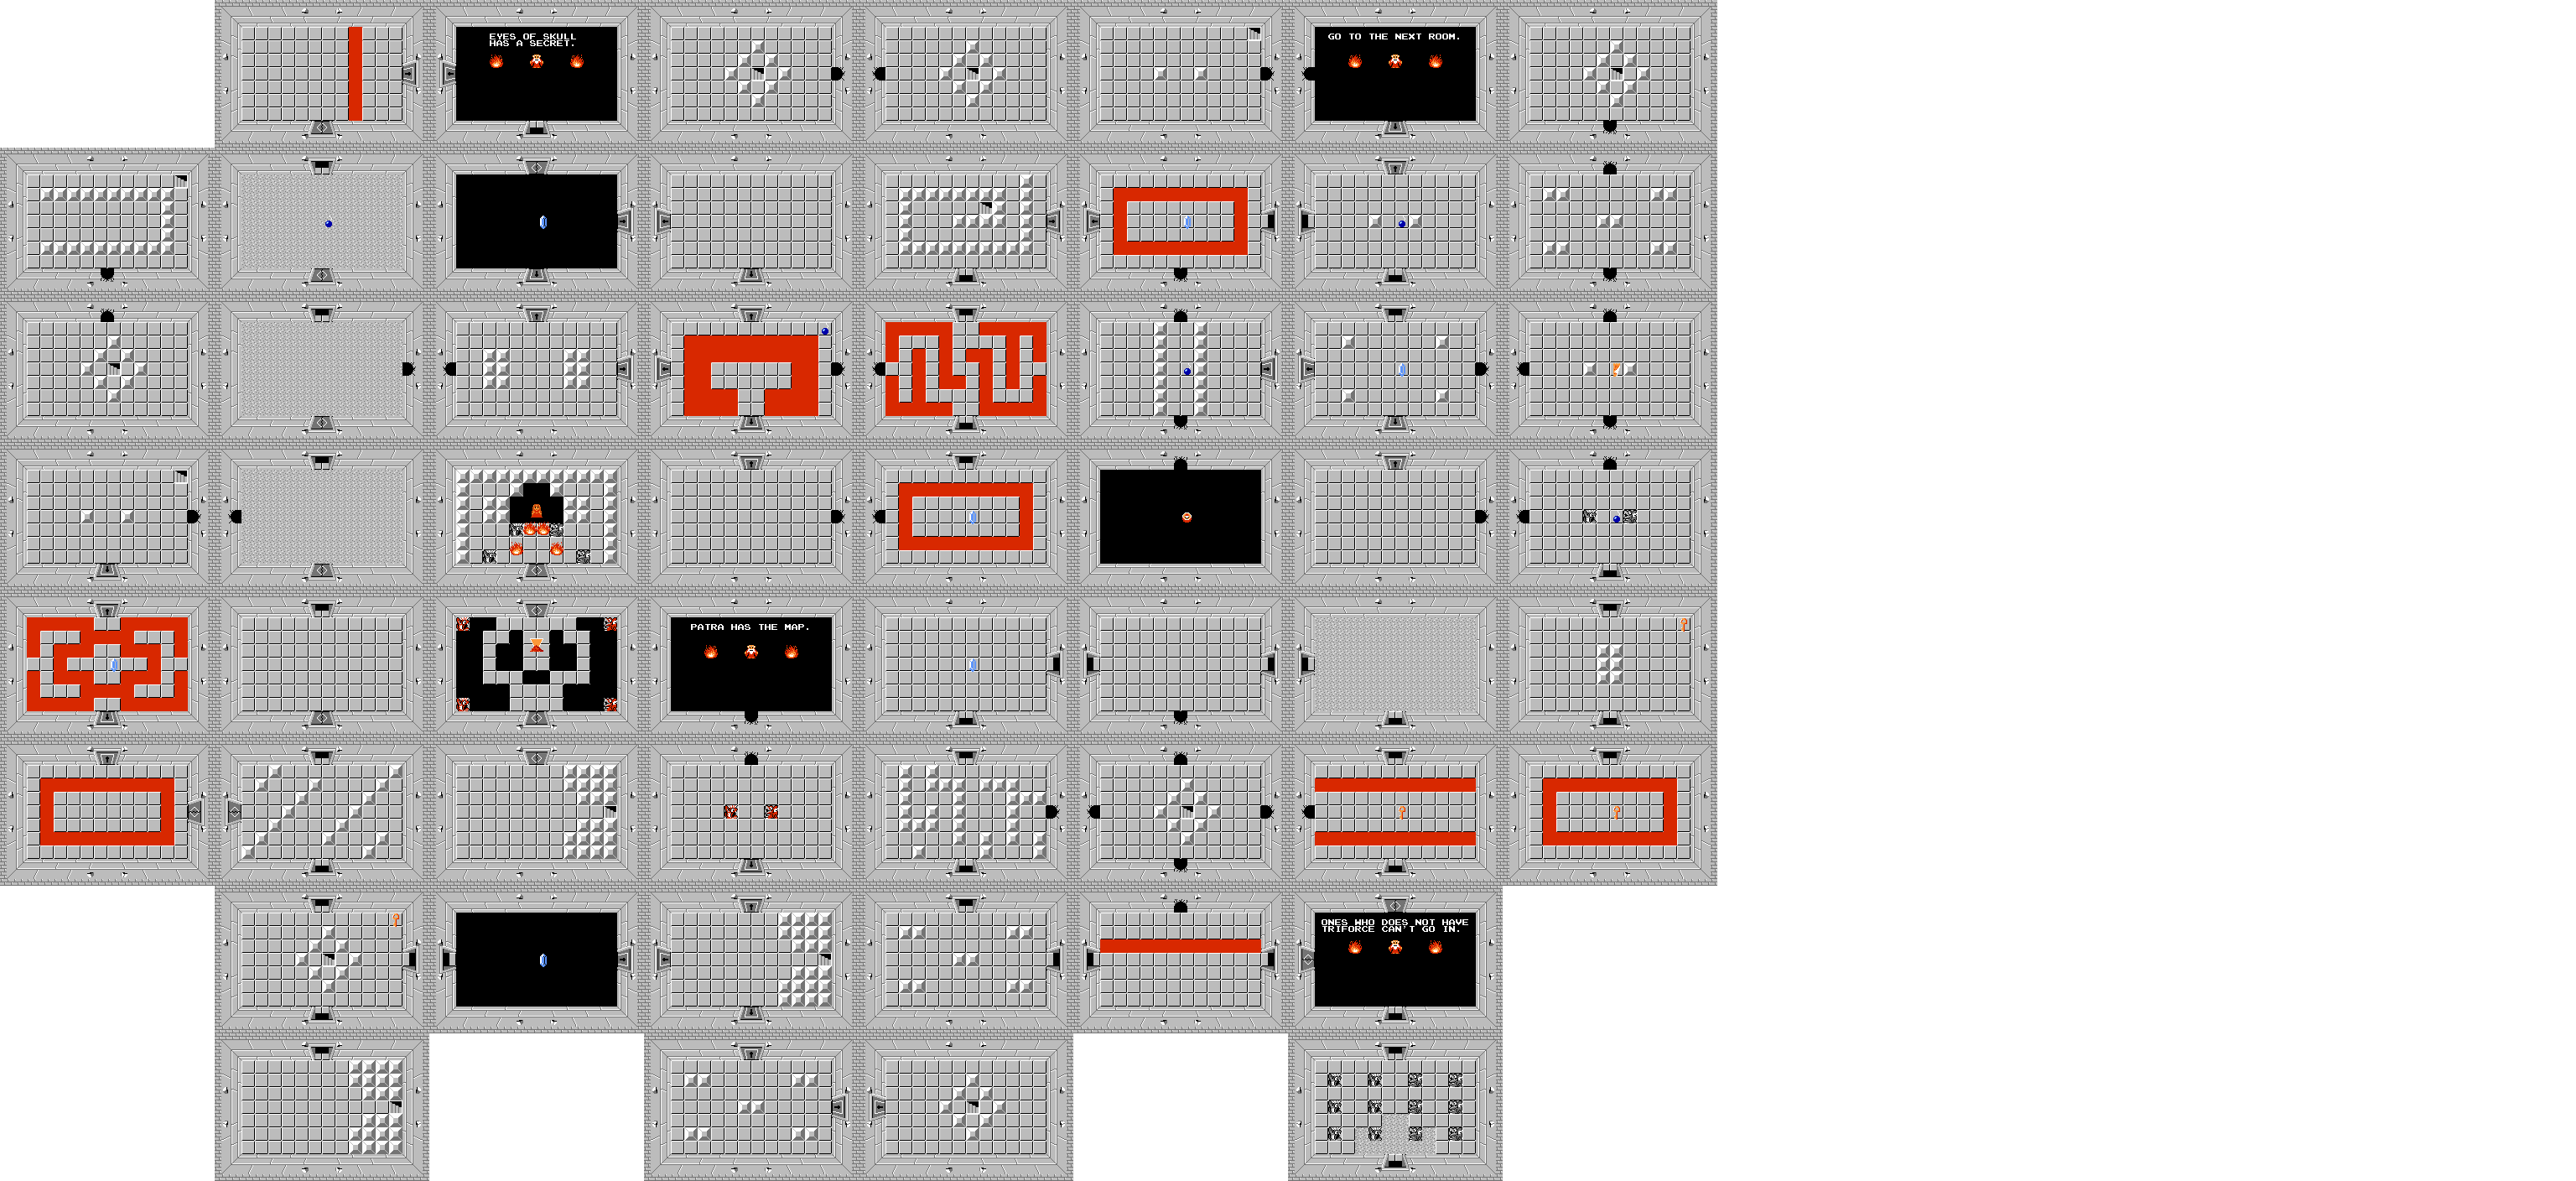 EYES OF SKULL
HAS A SECRET.
GO TO THE NEXT ROOM.
PATRA HAS THE MAP.
ONES WHO DOES NOT HAVE
TRIFORCE CAN'T GO IN.